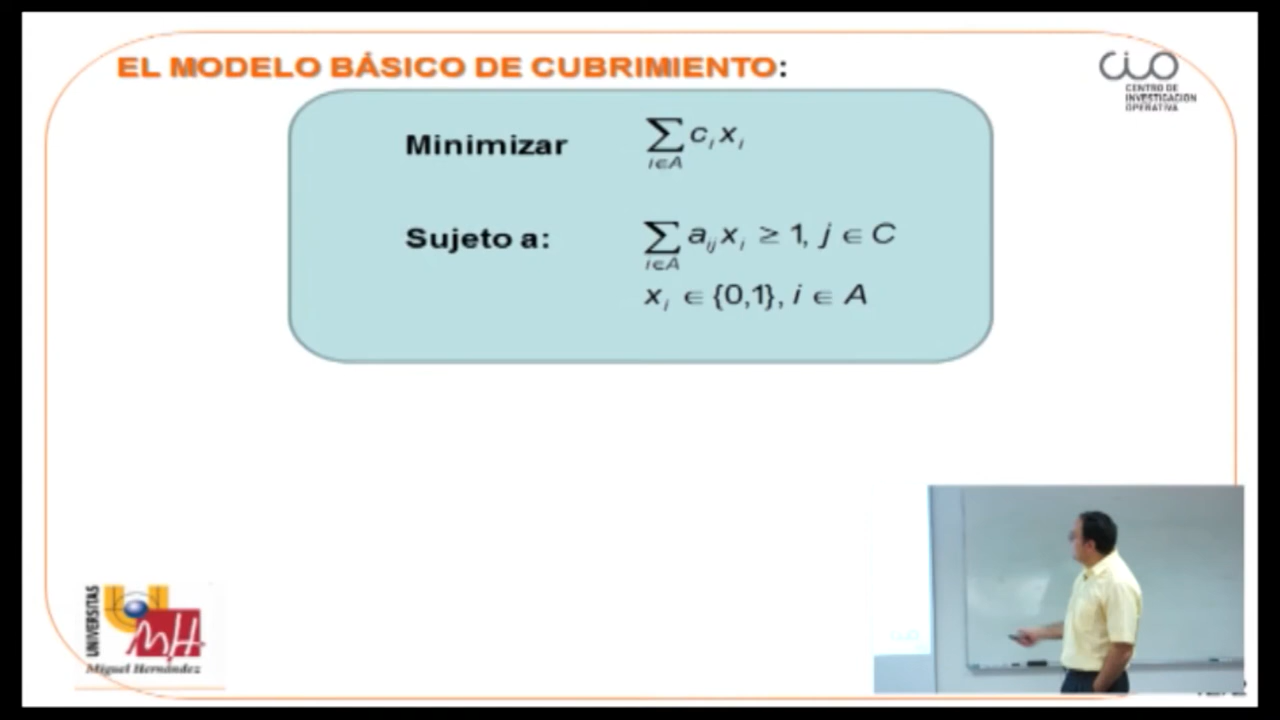 EL MODELO BÁSICO DE CUBRIMIENTO:
CIO
CENTRO DE
INVESTIGACIÓN
OPERATIVA
Minimizar ∑ i∈A c_i x_i
Sujeto a: ∑ i∈A a_ij x_i ≥ 1, j ∈ C
x_i ∈ {0,1}, i ∈ A
UNIVERSITAS
Miguel Hernández